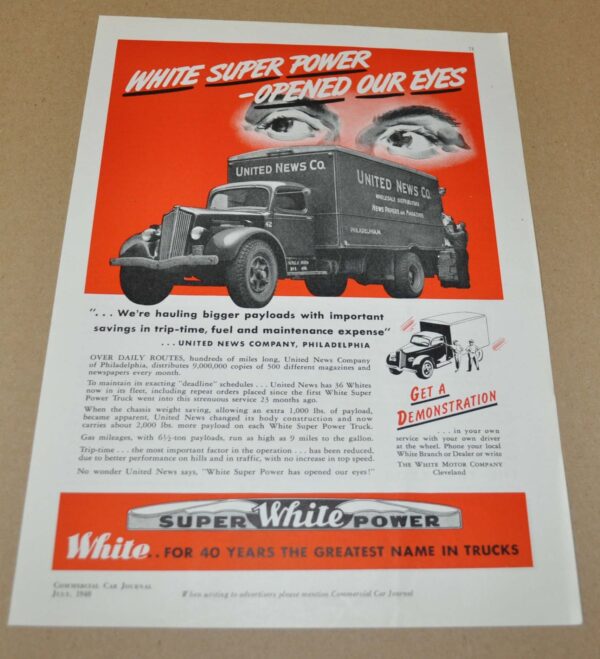 71
WHITE SUPER POWER
-OPENED OUR EYES
UNITED NEWS CO.
UNITED NEWS CO.
WHOLESALE DISTRIBUTORS
NEWS PAPERS AND MAGAZINES
PHILADELPHIA
42
". . . We're hauling bigger payloads with important
savings in trip-time, fuel and maintenance expense"
. . . UNITED NEWS COMPANY, PHILADELPHIA
OVER DAILY ROUTES, hundreds of miles long, United News Company
of Philadelphia, distributes 9,000,000 copies of 500 different magazines and
newspapers every month.
To maintain its exacting "deadline" schedules . . . United News has 36 Whites
now in its fleet, including repeat orders placed since the first White Super
Power Truck went into this strenuous service 23 months ago.
When the chassis weight saving, allowing an extra 1,000 lbs. of payload,
became apparent, United News changed its body construction and now
carries about 2,000 lbs. more payload on each White Super Power Truck.
Gas mileages, with 6½-ton payloads, run as high as 9 miles to the gallon.
Trip-time . . . the most important factor in the operation . . . has been reduced,
due to better performance on hills and in traffic, with no increase in top speed.
No wonder United News says, "White Super Power has opened our eyes!"
GET A
DEMONSTRATION
. . . in your own
service with your own driver
at the wheel. Phone your local
White Branch or Dealer or write
THE WHITE MOTOR COMPANY
Cleveland
SUPER White POWER
White . . FOR 40 YEARS THE GREATEST NAME IN TRUCKS
COMMERCIAL CAR JOURNAL
JULY, 1940
When writing to advertisers please mention Commercial Car Journal